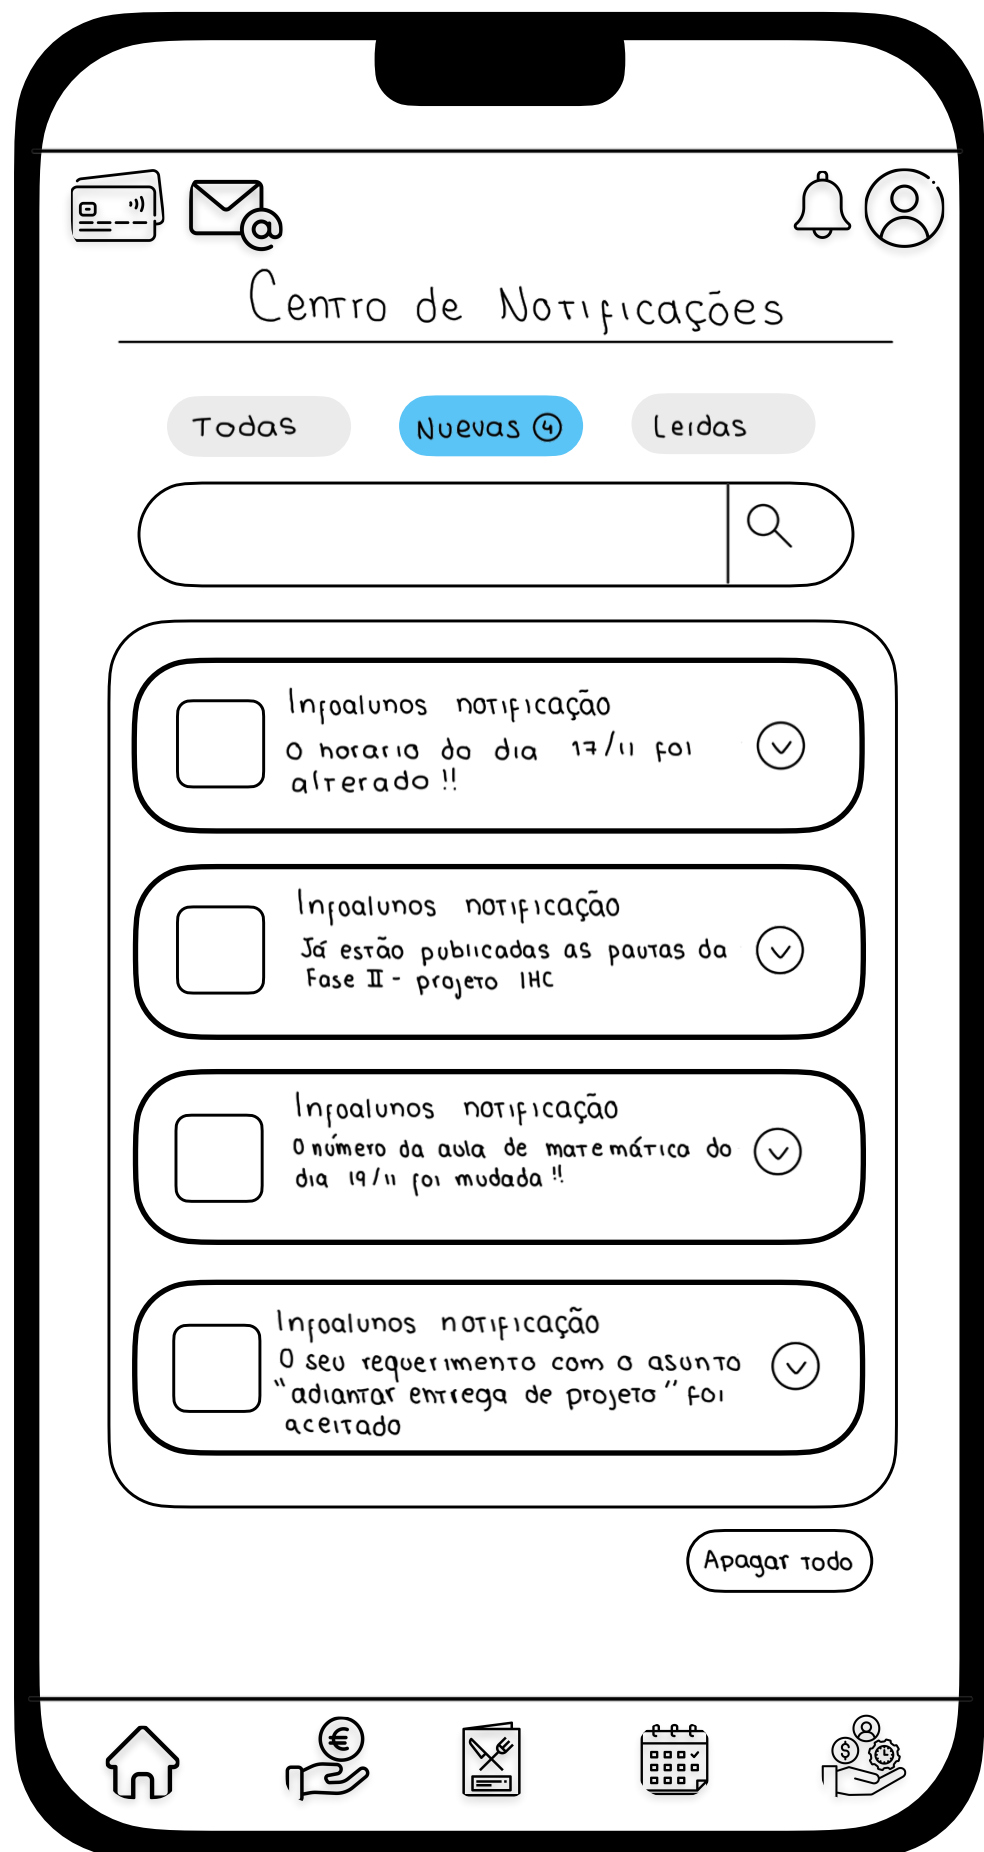 Centro de Notificações
Todas
Nuevas 4
Leidas
Infoalunos notificação
O horario do dia 17/11 foi
alterado !!
Infoalunos notificação
Já estão publicadas as pautas da
Fase II - projeto IHC
Infoalunos notificação
O número da aula de matemática do
dia 19/11 foi mudada !!
Infoalunos notificação
O seu requerimento com o asunto
"adiantar entrega de projeto" foi
aceitado
Apagar todo